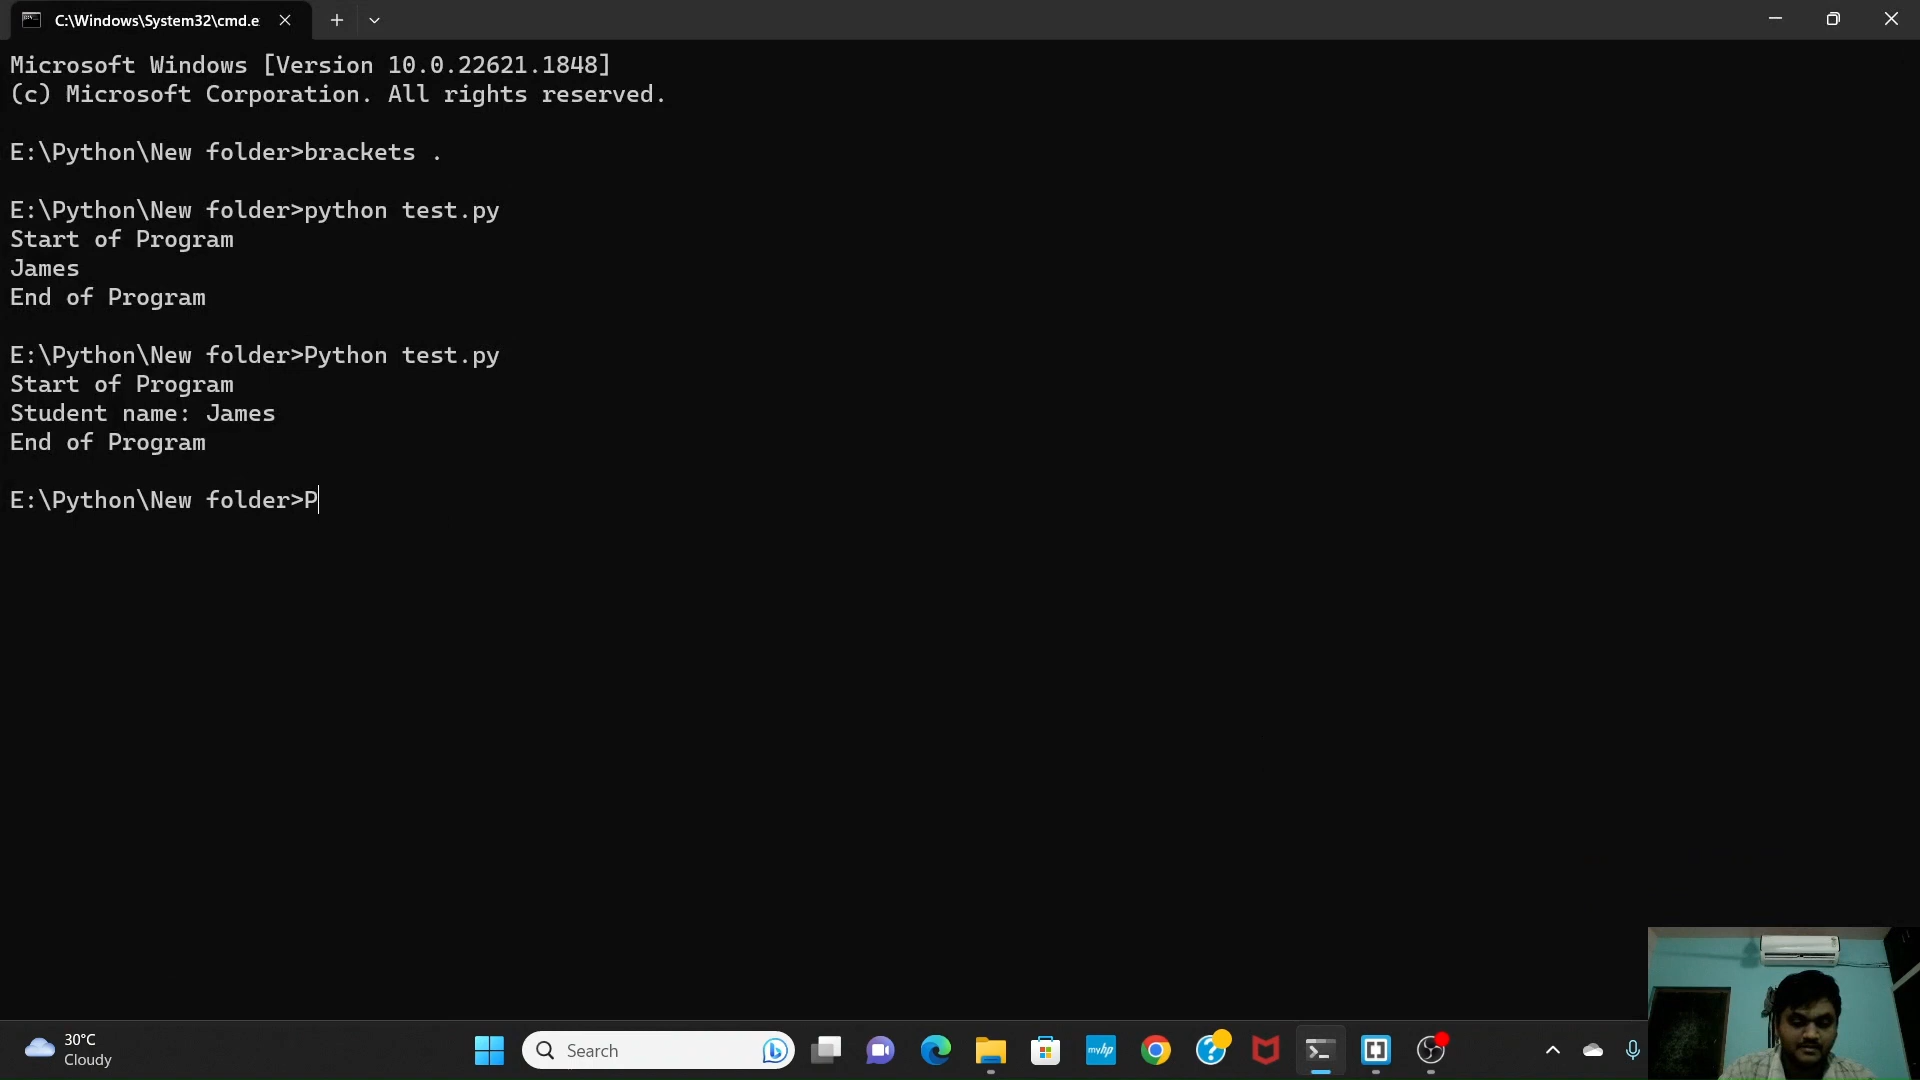 C:\Windows\System32\cmd.e
Microsoft Windows [Version 10.0.22621.1848]
(c) Microsoft Corporation. All rights reserved.
E:\Python\New folder>brackets .
E:\Python\New folder>python test.py
Start of Program
James
End of Program
E:\Python\New folder>Python test.py
Start of Program
Student name: James
End of Program
E:\Python\New folder>P
30°C
Cloudy
Search
myhp